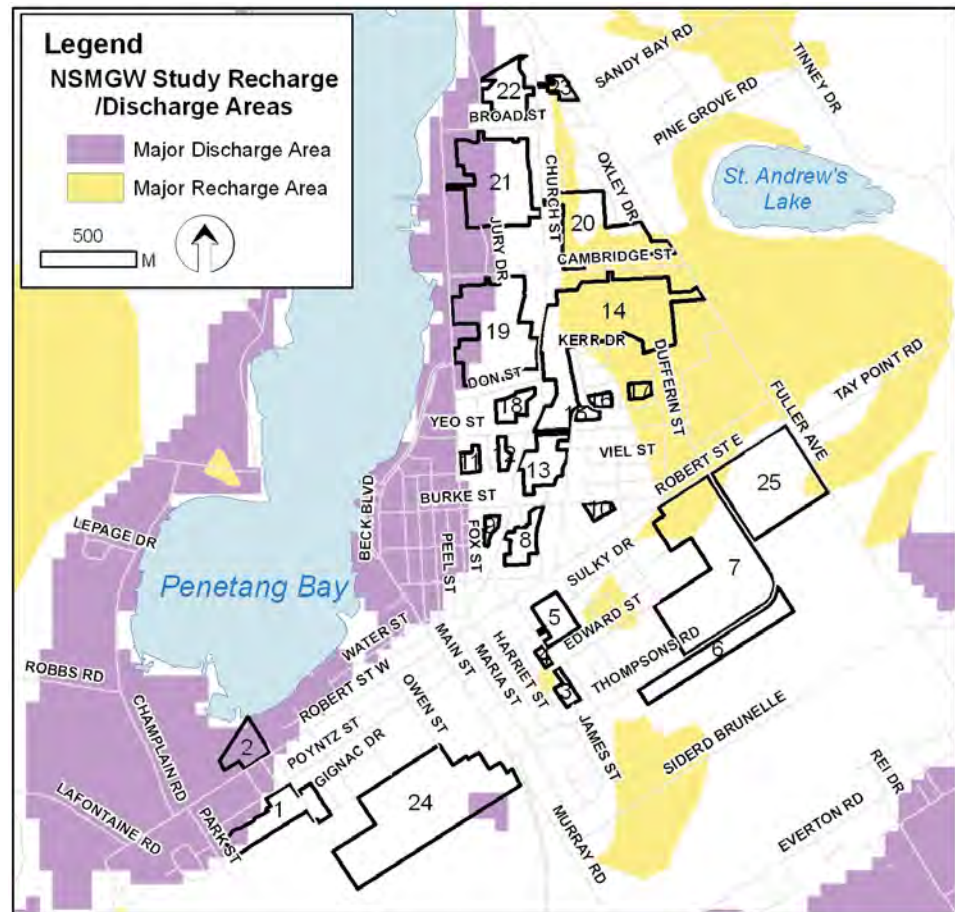 Legend
NSMGW Study Recharge
/Discharge Areas
Major Discharge Area
Major Recharge Area
500
M
SANDY BAY RD
TINNEY DR
22
23
BROAD ST
PINE GROVE RD
OXLEY DR
CHURCH ST
21
20
St. Andrew's
Lake
JURY DR
CAMBRIDGE ST
14
19
KERR DR
DUFFERIN ST
TAY POINT RD
DON ST
FULLER AVE
18
YEO ST
VIEL ST
ROBERT ST E
12
13
25
BURKE ST
BECK BLVD
PEEL ST
FOX ST
8
LEPAGE DR
SULKY DR
7
Penetang Bay
5
EDWARD ST
WATER ST
MAIN ST
HARRIET ST
MARIA ST
THOMPSONS RD
6
ROBBS RD
ROBERT ST W
OWEN ST
3
CHAMPLAIN RD
POYNTZ ST
GIGNAC DR
JAMES ST
SIDERD BRUNELLE
2
REI DR
LAFONTAINE RD
PARK ST
1
24
MURRAY RD
EVERTON RD